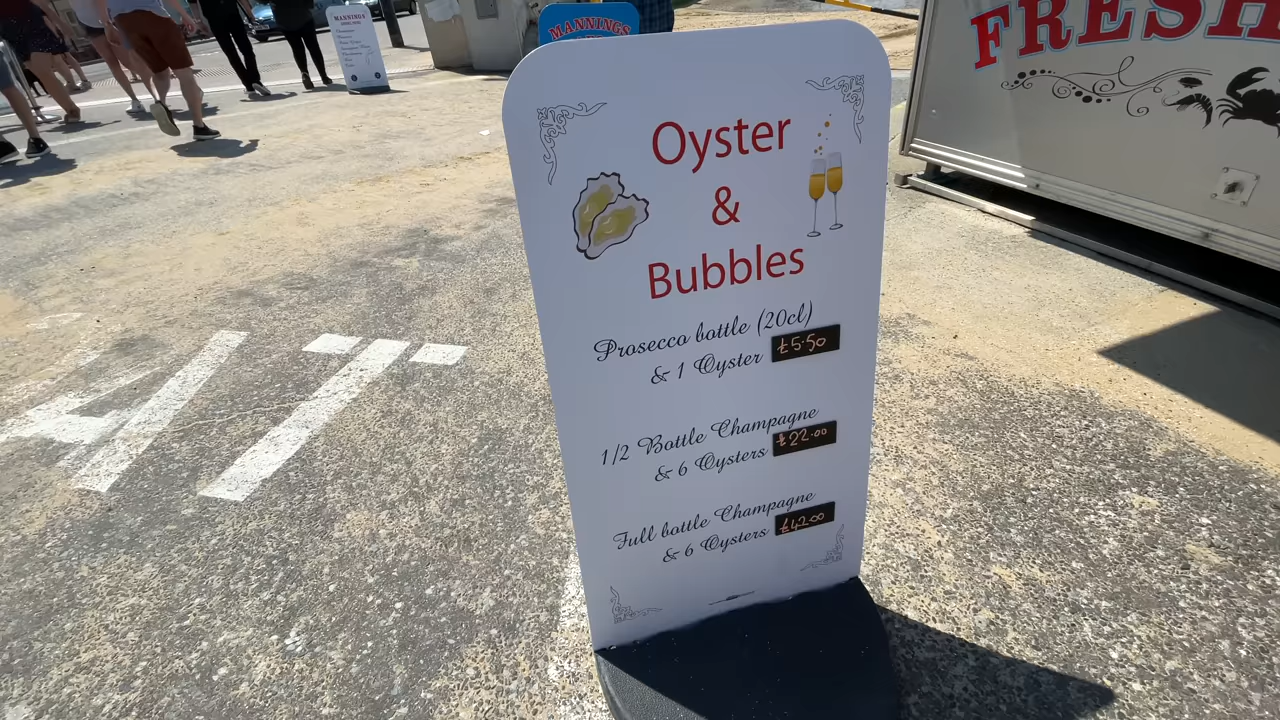 MANNINGS
MANNINGS
FRESH
Oyster
&
Bubbles
Prosecco bottle (20cl)
& 1 Oyster £5.50
1/2 Bottle Champagne
& 6 Oysters £22.00
Full bottle Champagne
& 6 Oysters £42.00